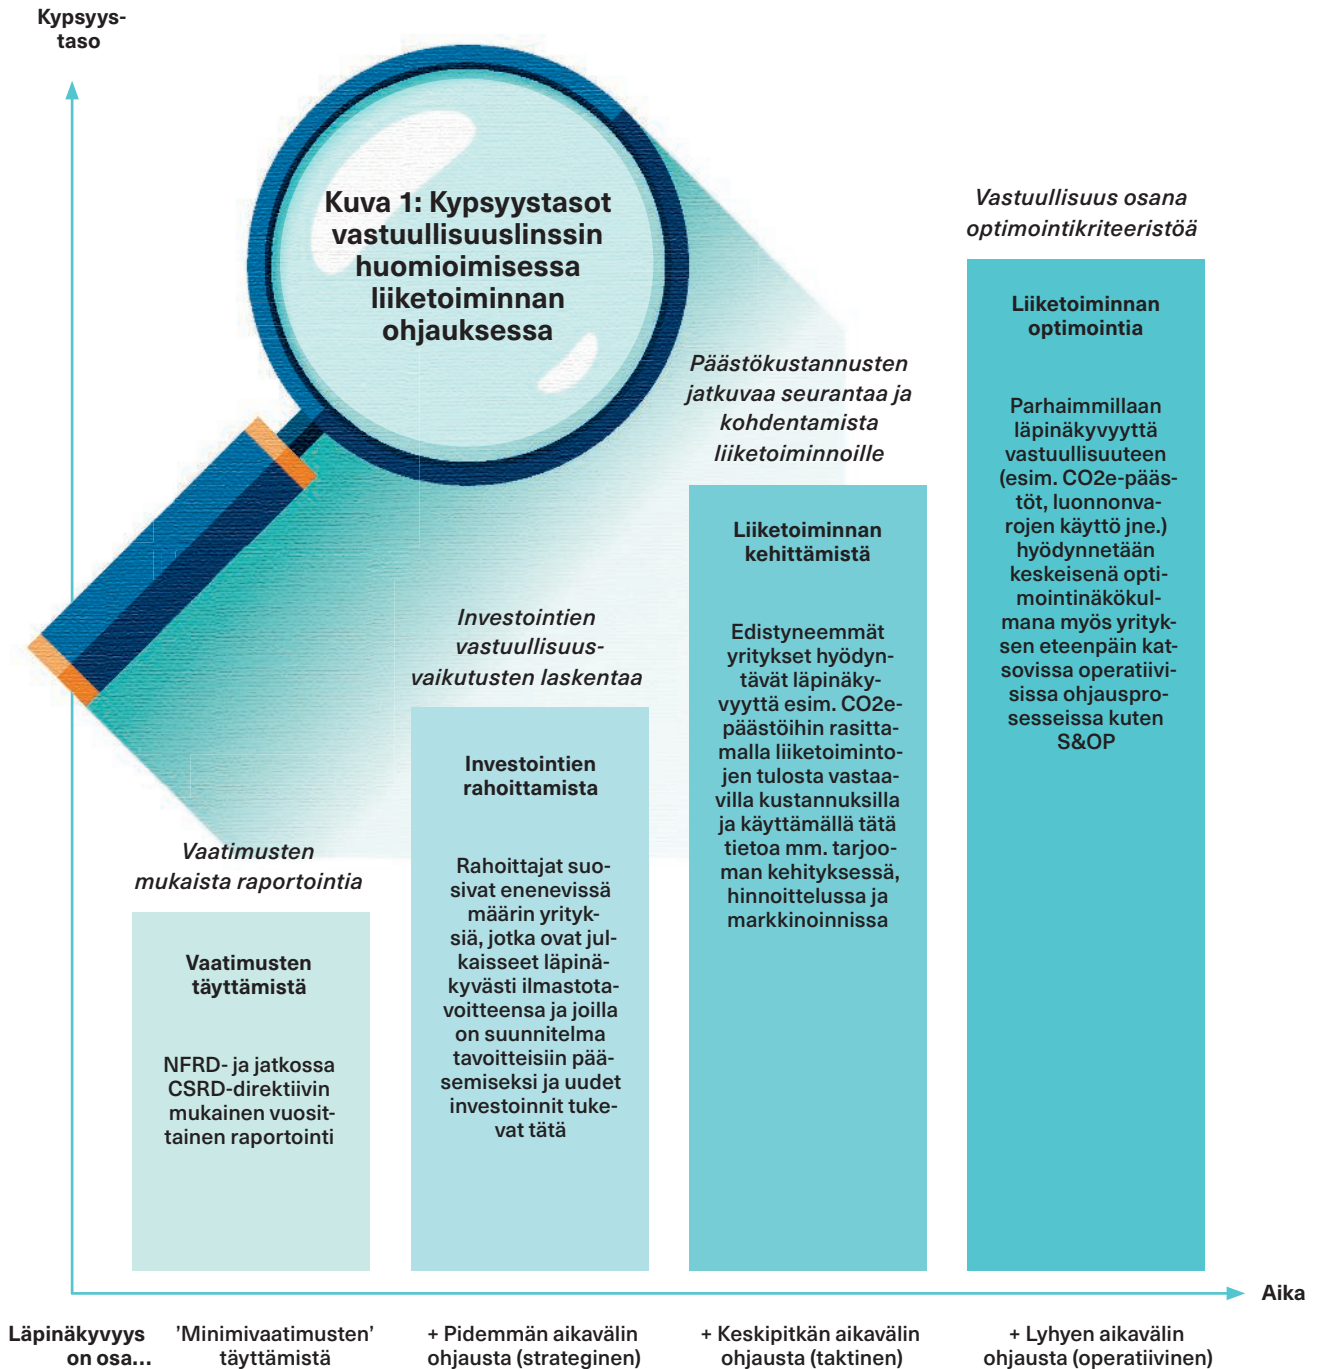 Kypsyys-
taso
Kuva 1: Kypsyystasot
vastuullisuuslinssin
huomioimisessa
liiketoiminnan
ohjauksessa
Vaatimusten
mukaista raportointia
Vaatimusten
täyttämistä
NFRD- ja jatkossa
CSRD-direktiivin
mukainen vuosit-
tainen raportointi
Investointien
vastuullisuus-
vaikutusten laskentaa
Investointien
rahoittamista
Rahoittajat suo-
sivat enenevissä
määrin yrityk-
siä, jotka ovat jul-
kaisseet läpinä-
kyvästi ilmastota-
voitteensa ja joilla
on suunnitelma
tavoitteisiin pää-
semiseksi ja uudet
investoinnit tuke-
vat tätä
Päästökustannusten
jatkuvaa seurantaa ja
kohdentamista
liiketoiminnoille
Liiketoiminnan
kehittämistä
Edistyneemmät
yritykset hyödyn-
tävät läpinäky-
vyyttä esim. CO2e-
päästöihin rasitta-
malla liiketoiminto-
jen tulosta vastaa-
villa kustannuksilla
ja käyttämällä tätä
tietoa mm. tarjoo-
man kehityksessä,
hinnoittelussa ja
markkinoinnissa
Vastuullisuus osana
optimointikriteeristöä
Liiketoiminnan
optimointia
Parhaimmillaan
läpinäkyvyyttä
vastuullisuuteen
(esim. CO2e-pääs-
töt, luonnonva-
rojen käyttö jne.)
hyödynnetään
keskeisenä opti-
mointinäkökul-
mana myös yrityk-
sen eteenpäin kat-
sovissa operatiivi-
sissa ohjauspro-
sesseissa kuten
S&OP
Aika
Läpinäkyvyys
on osa...
’Minimivaatimusten’
täyttämistä
+ Pidemmän aikavälin
ohjausta (strateginen)
+ Keskipitkän aikavälin
ohjausta (taktinen)
+ Lyhyen aikavälin
ohjausta (operatiivinen)